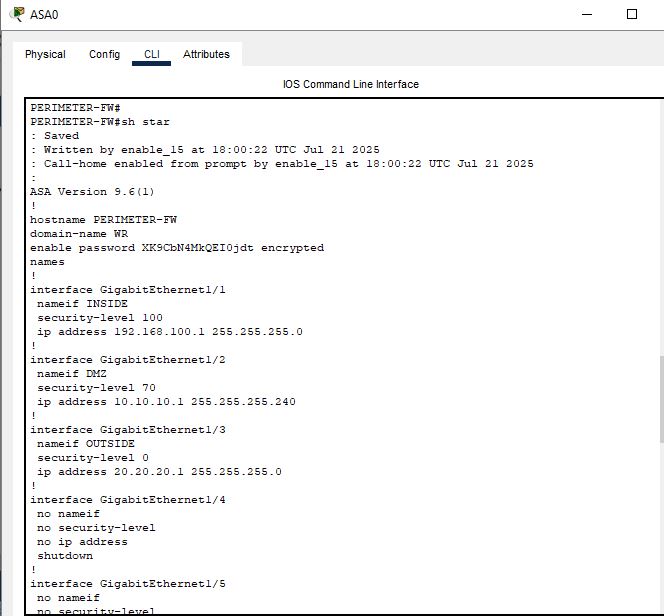 ASA0
Physical Config CLI Attributes
IOS Command Line Interface
PERIMETER-FW#
PERIMETER-FW#sh star
: Saved
: Written by enable_15 at 18:00:22 UTC Jul 21 2025
: Call-home enabled from prompt by enable_15 at 18:00:22 UTC Jul 21 2025
:
ASA Version 9.6(1)
!
hostname PERIMETER-FW
domain-name WR
enable password XK9CbN4MkQEI0jdt encrypted
names
!
interface GigabitEthernet1/1
 nameif INSIDE
 security-level 100
 ip address 192.168.100.1 255.255.255.0
!
interface GigabitEthernet1/2
 nameif DMZ
 security-level 70
 ip address 10.10.10.1 255.255.255.240
!
interface GigabitEthernet1/3
 nameif OUTSIDE
 security-level 0
 ip address 20.20.20.1 255.255.255.0
!
interface GigabitEthernet1/4
 no nameif
 no security-level
 no ip address
 shutdown
!
interface GigabitEthernet1/5
 no nameif
 no security-level